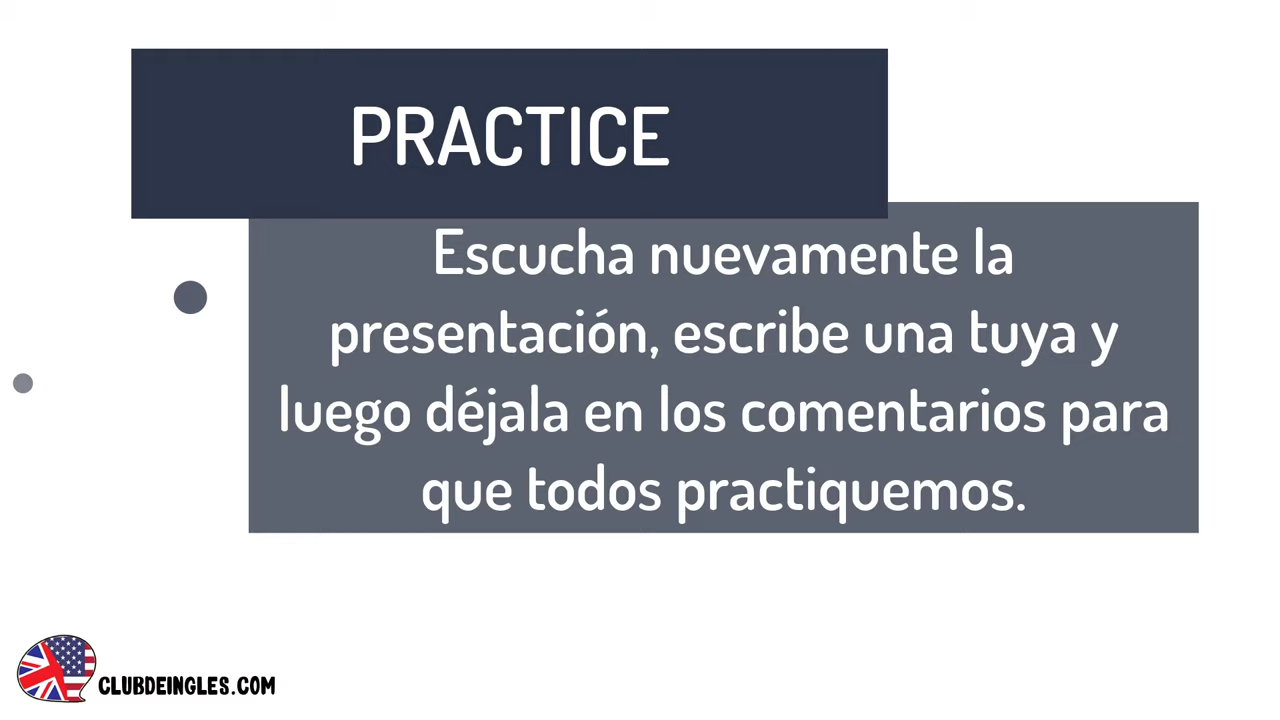 PRACTICE
Escucha nuevamente la
presentación, escribe una tuya y
luego déjala en los comentarios para
que todos practiquemos.
CLUBDEINGLES.COM